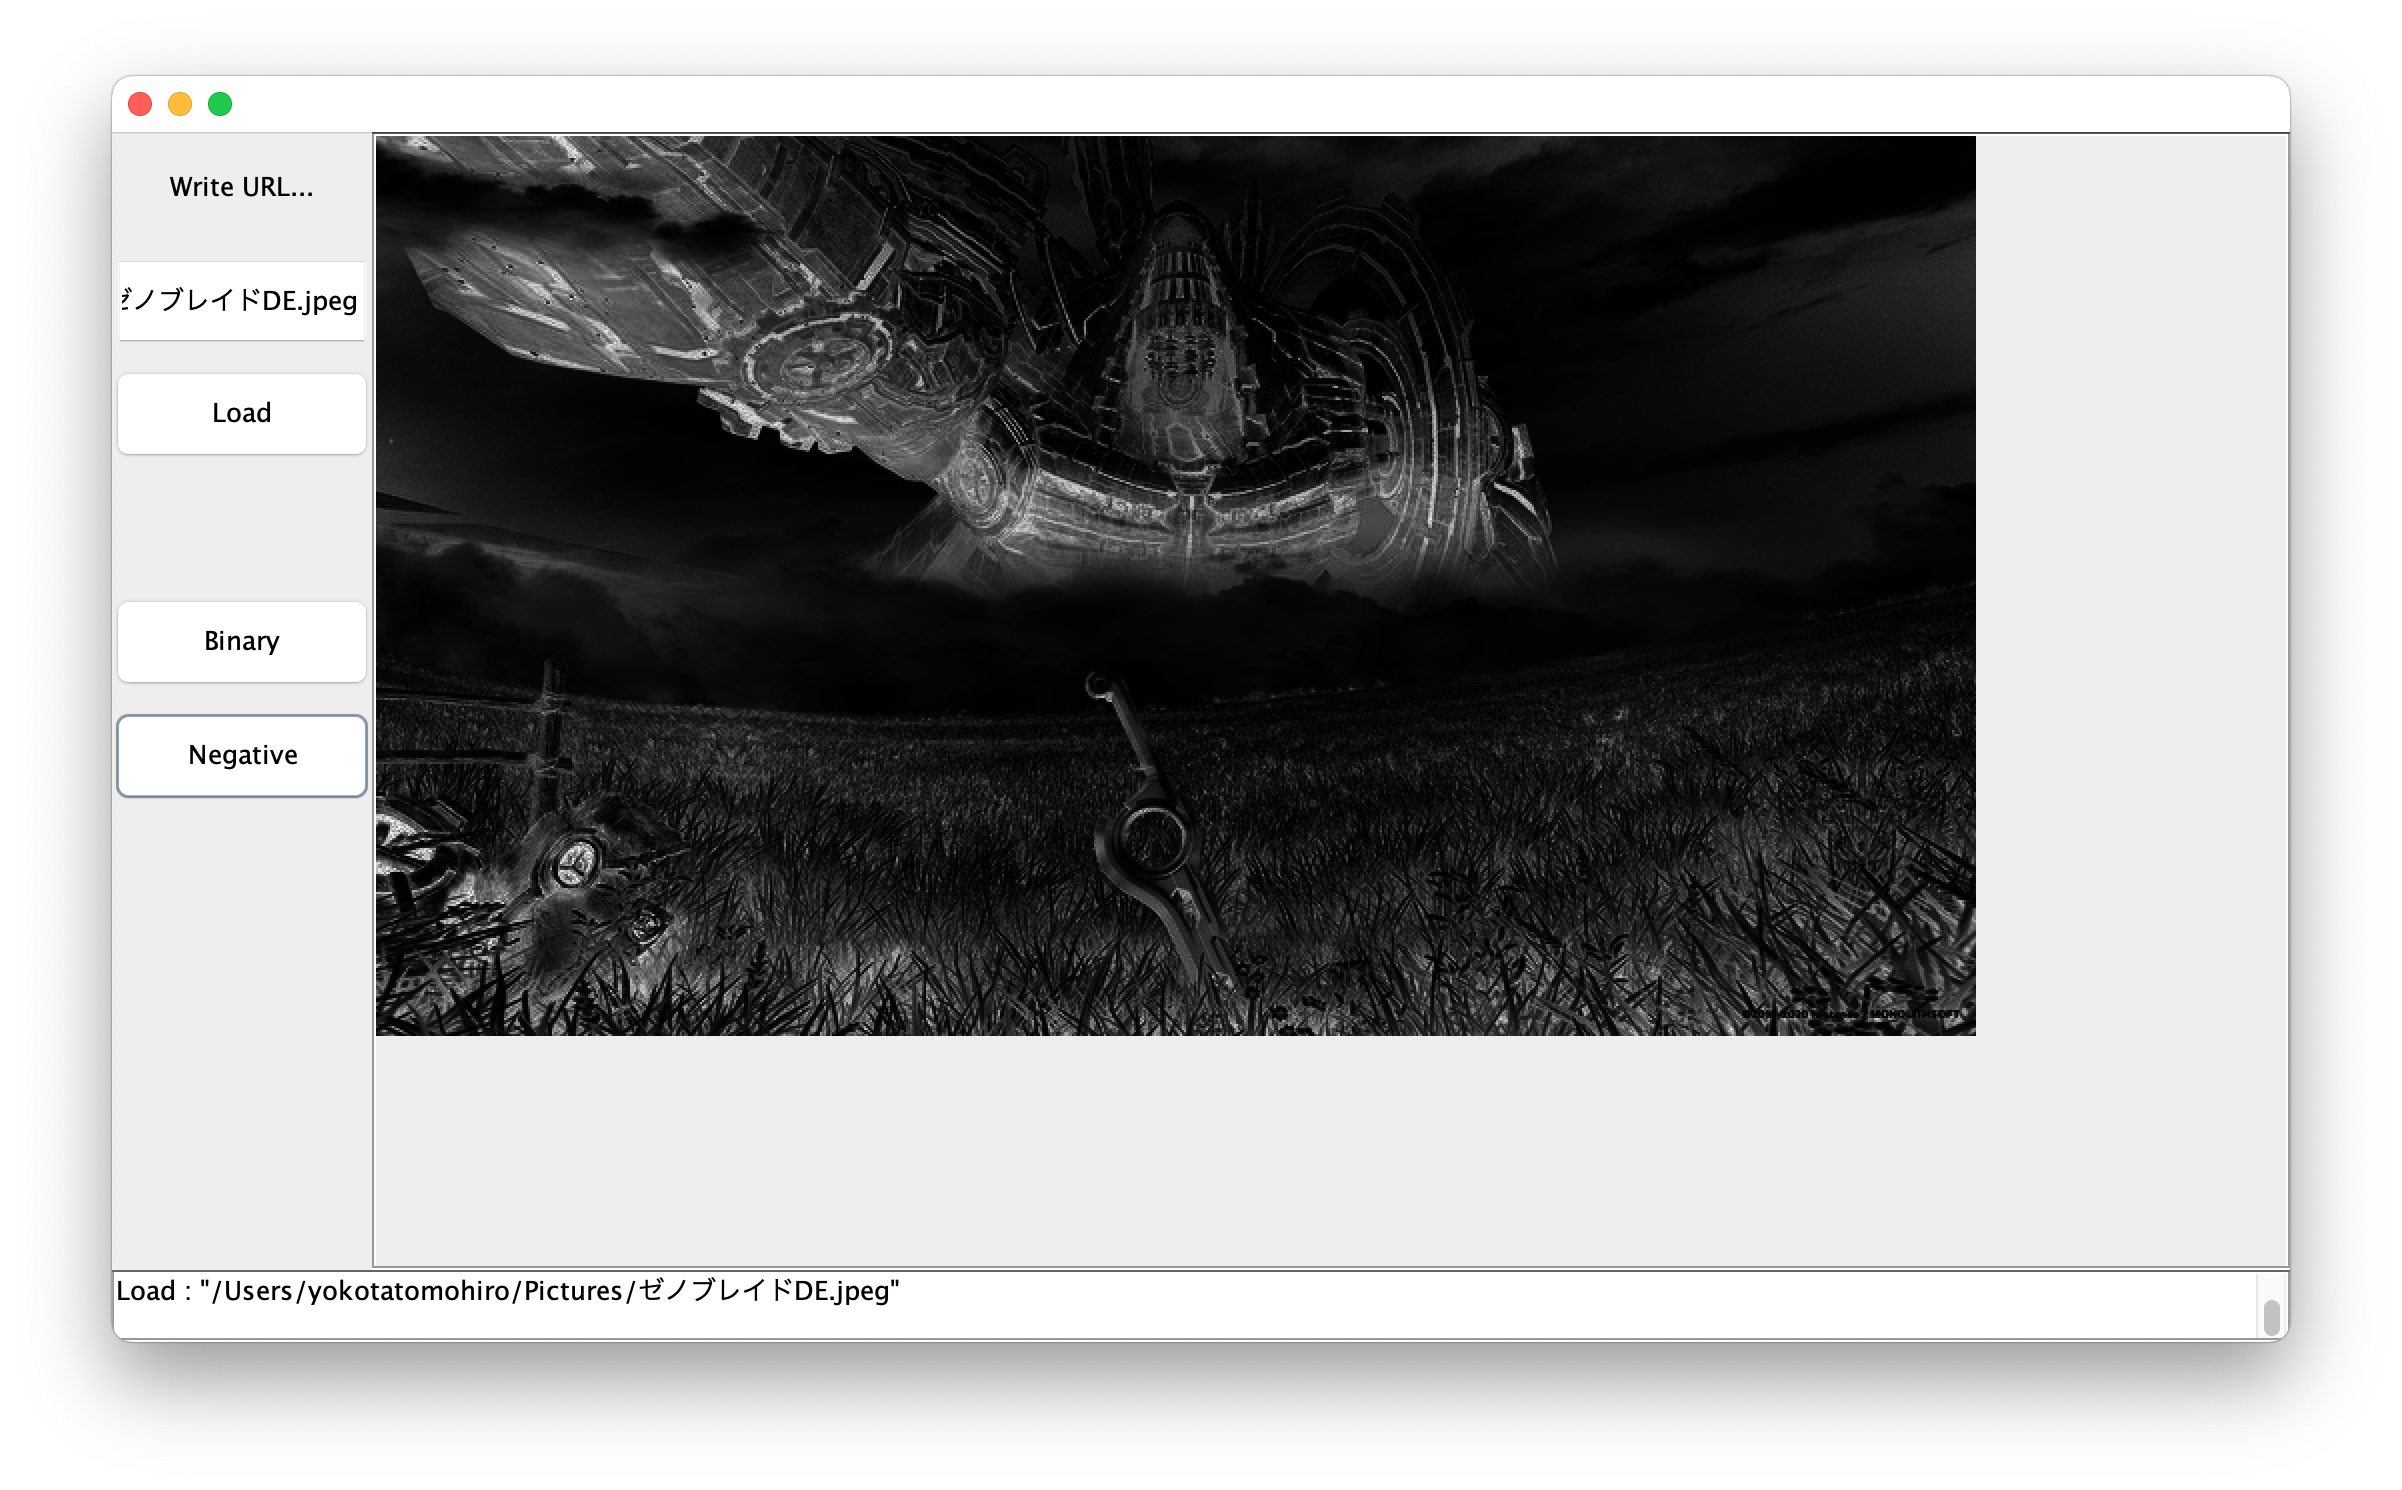 Write URL...
ゼノブレイドDE.jpeg
Load
Binary
Negative
MONOLITHSOFT
Load : "/Users/yokotatomohiro/Pictures/ゼノブレイドDE.jpeg"